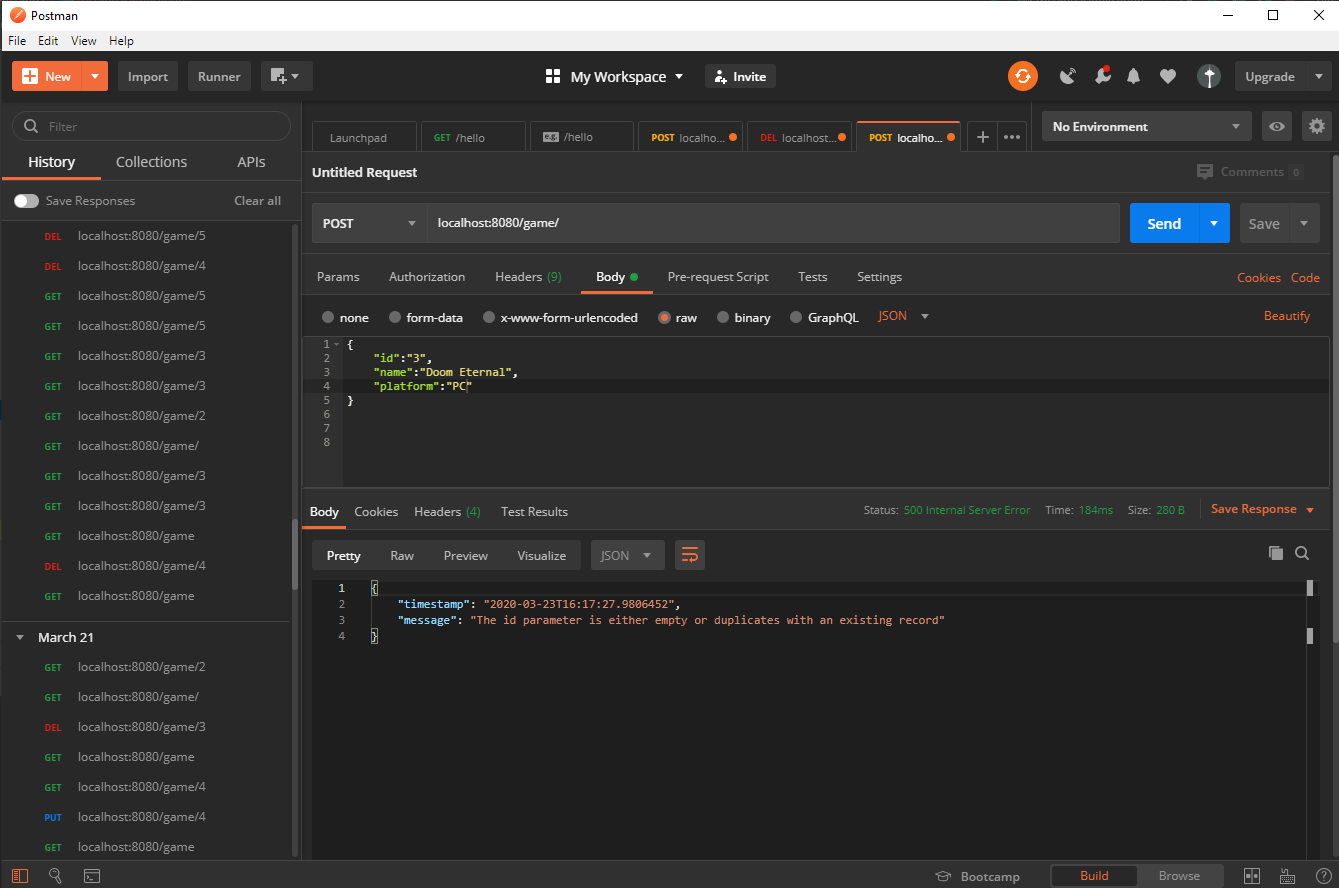 Postman
File Edit View Help
New Import Runner My Workspace Invite Upgrade
Filter
History Collections APIs
Save Responses Clear all
DEL localhost:8080/game/5
DEL localhost:8080/game/4
GET localhost:8080/game/5
GET localhost:8080/game/5
GET localhost:8080/game/3
GET localhost:8080/game/3
GET localhost:8080/game/2
GET localhost:8080/game/
GET localhost:8080/game/3
GET localhost:8080/game/3
GET localhost:8080/game
DEL localhost:8080/game/4
GET localhost:8080/game
March 21
GET localhost:8080/game/2
GET localhost:8080/game/
DEL localhost:8080/game/3
GET localhost:8080/game
GET localhost:8080/game/4
PUT localhost:8080/game/4
GET localhost:8080/game
Launchpad GET /hello e.g. /hello POST localho... DEL localhost... POST localho... No Environment
Untitled Request Comments 0
POST localhost:8080/game/ Send Save
Params Authorization Headers (9) Body Pre-request Script Tests Settings Cookies Code
none form-data x-www-form-urlencoded raw binary GraphQL JSON Beautify
1 {
2 "id":"3",
3 "name":"Doom Eternal",
4 "platform":"PC"
5 }
6
7
8
Body Cookies Headers (4) Test Results Status: 500 Internal Server Error Time: 184ms Size: 280 B Save Response
Pretty Raw Preview Visualize JSON
1 {
2 "timestamp": "2020-03-23T16:17:27.9806452",
3 "message": "The id parameter is either empty or duplicates with an existing record"
4 }
Bootcamp Build Browse